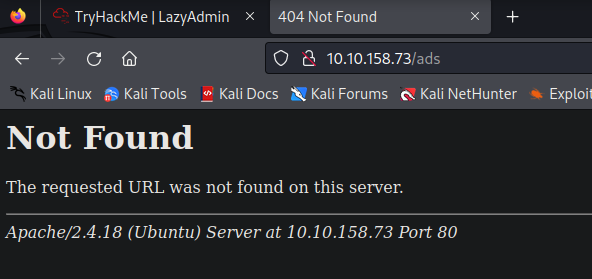 TryHackMe | LazyAdmin
404 Not Found
10.10.158.73/ads
Kali Linux
Kali Tools
Kali Docs
Kali Forums
Kali NetHunter
Exploit
Not Found
The requested URL was not found on this server.
Apache/2.4.18 (Ubuntu) Server at 10.10.158.73 Port 80